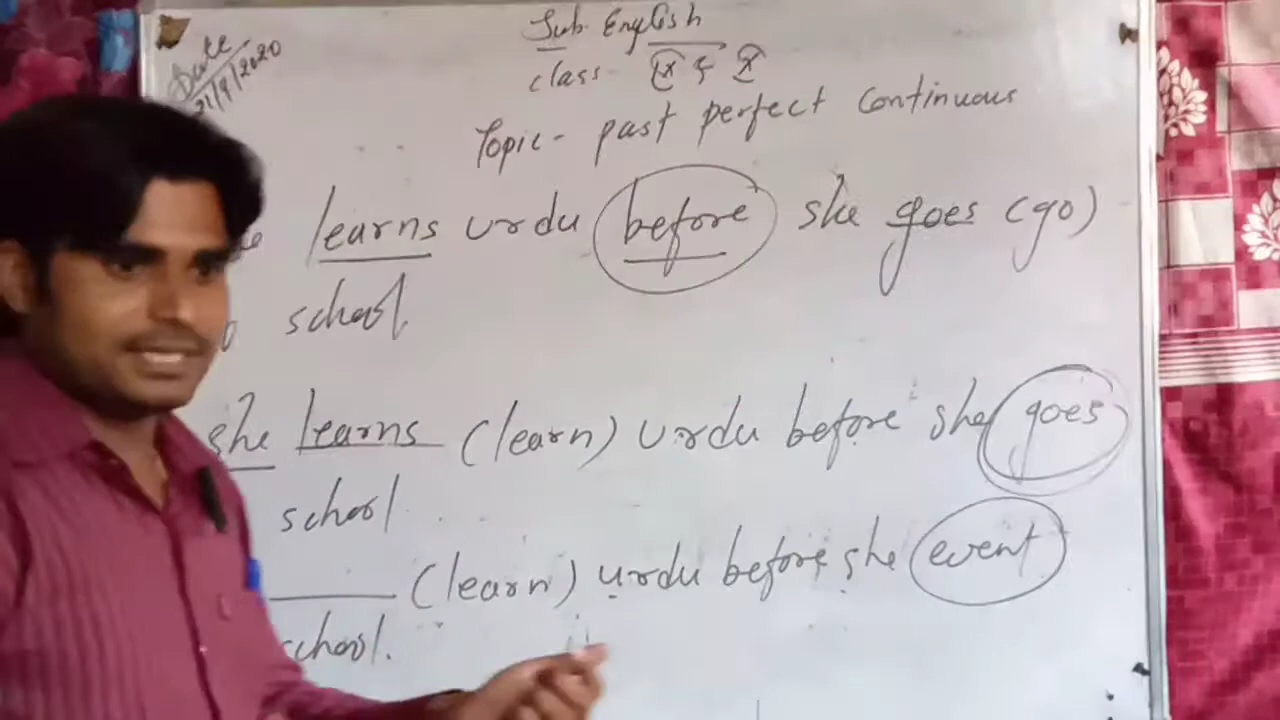 Sub. English
class - IX & X
Date
21/9/2020
Topic - past perfect continuous
learns urdu before she goes (go)
school.
she learns (learn) urdu before she goes
school
______ (learn) urdu before she event
school.